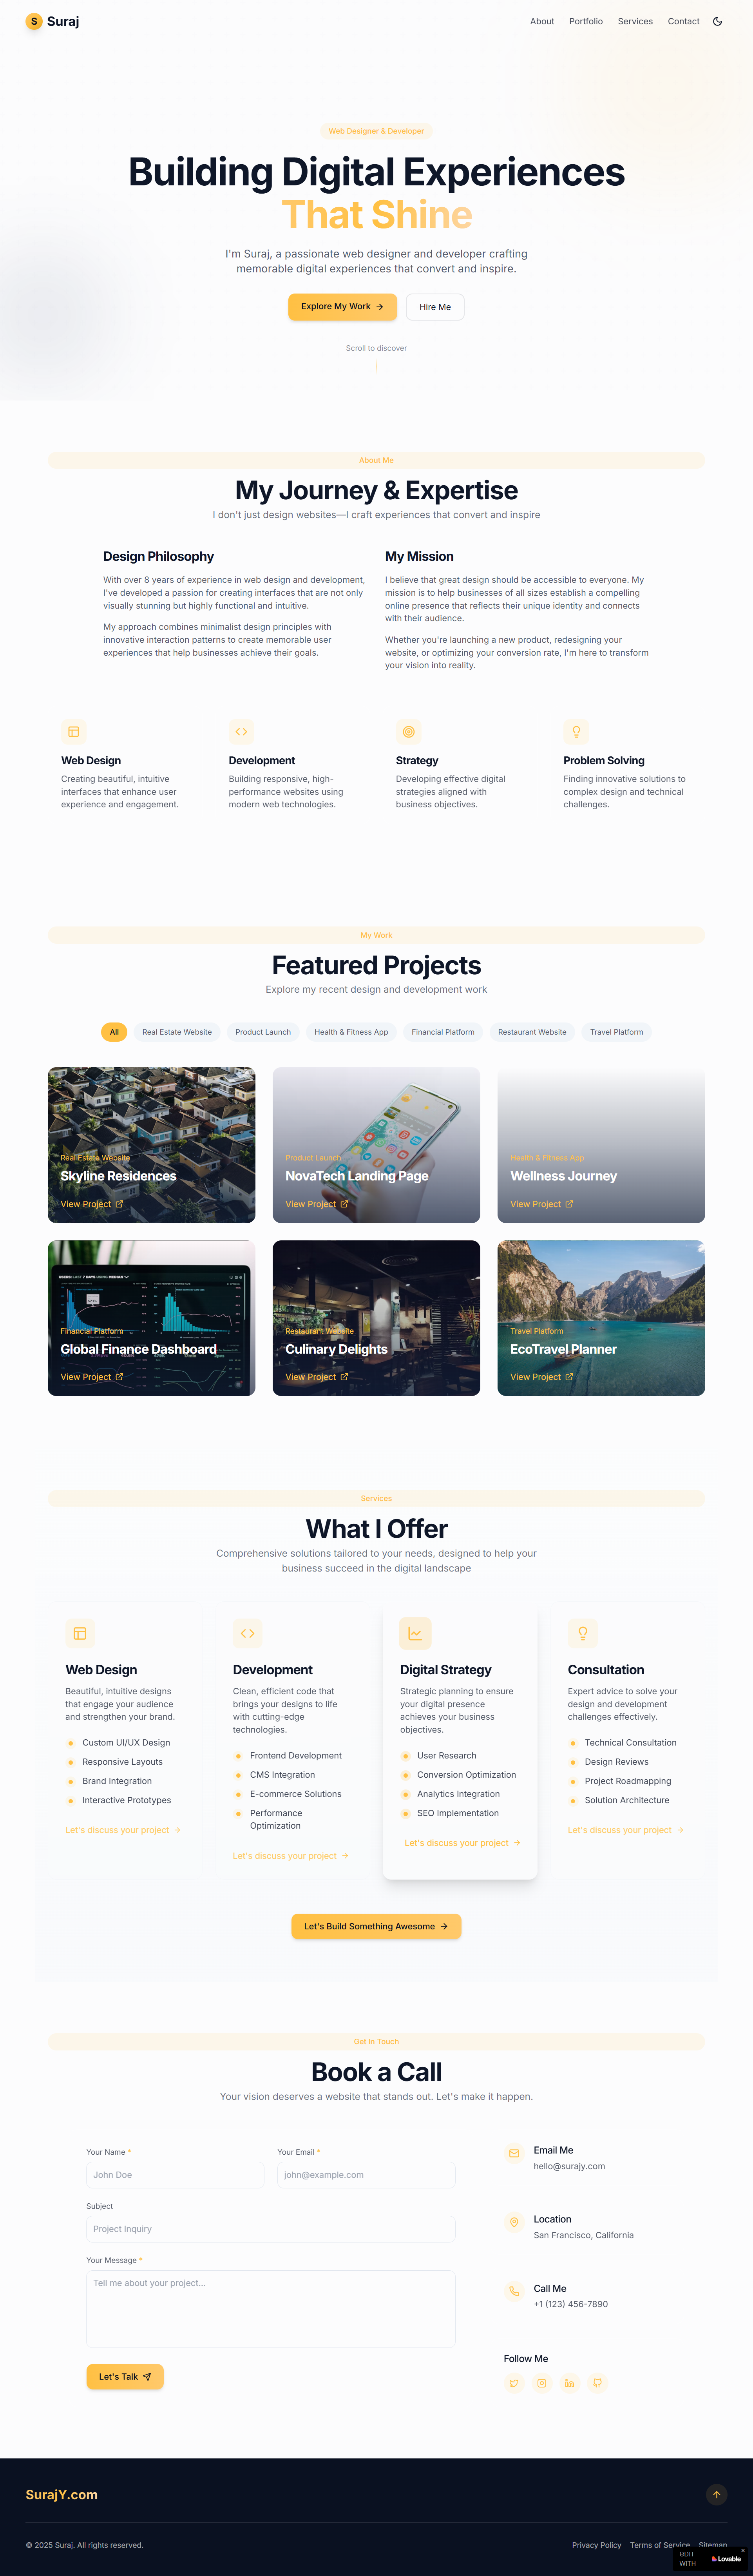 S Suraj
About Portfolio Services Contact
Web Designer & Developer
Building Digital Experiences
That Shine
I'm Suraj, a passionate web designer and developer crafting
memorable digital experiences that convert and inspire.
Explore My Work
Hire Me
Scroll to discover
About Me
My Journey & Expertise
I don't just design websites—I craft experiences that convert and inspire
Design Philosophy
With over 8 years of experience in web design and development,
I've developed a passion for creating interfaces that are not only
visually stunning but highly functional and intuitive.
My approach combines minimalist design principles with
innovative interaction patterns to create memorable user
experiences that help businesses achieve their goals.
My Mission
I believe that great design should be accessible to everyone. My
mission is to help businesses of all sizes establish a compelling
online presence that reflects their unique identity and connects
with their audience.
Whether you're launching a new product, redesigning your
website, or optimizing your conversion rate, I'm here to transform
your vision into reality.
Web Design
Creating beautiful, intuitive
interfaces that enhance user
experience and engagement.
Development
Building responsive, high-
performance websites using
modern web technologies.
Strategy
Developing effective digital
strategies aligned with
business objectives.
Problem Solving
Finding innovative solutions to
complex design and technical
challenges.
My Work
Featured Projects
Explore my recent design and development work
All
Real Estate Website
Product Launch
Health & Fitness App
Financial Platform
Restaurant Website
Travel Platform
Real Estate Website
Skyline Residences
View Project
Product Launch
NovaTech Landing Page
View Project
Health & Fitness App
Wellness Journey
View Project
USERS: LAST 7 DAYS USING MEDIAN
Financial Platform
Global Finance Dashboard
View Project
Restaurant Website
Culinary Delights
View Project
Travel Platform
EcoTravel Planner
View Project
Services
What I Offer
Comprehensive solutions tailored to your needs, designed to help your
business succeed in the digital landscape
Web Design
Beautiful, intuitive designs
that engage your audience
and strengthen your brand.
Custom UI/UX Design
Responsive Layouts
Brand Integration
Interactive Prototypes
Let's discuss your project
Development
Clean, efficient code that
brings your designs to life
with cutting-edge
technologies.
Frontend Development
CMS Integration
E-commerce Solutions
Performance
Optimization
Let's discuss your project
Digital Strategy
Strategic planning to ensure
your digital presence
achieves your business
objectives.
User Research
Conversion Optimization
Analytics Integration
SEO Implementation
Let's discuss your project
Consultation
Expert advice to solve your
design and development
challenges effectively.
Technical Consultation
Design Reviews
Project Roadmapping
Solution Architecture
Let's discuss your project
Let's Build Something Awesome
Get In Touch
Book a Call
Your vision deserves a website that stands out. Let's make it happen.
Your Name *
John Doe
Your Email *
john@example.com
Subject
Project Inquiry
Your Message *
Tell me about your project...
Let's Talk
Email Me
hello@surajy.com
Location
San Francisco, California
Call Me
+1 (123) 456-7890
Follow Me
SurajY.com
© 2025 Suraj. All rights reserved.
Privacy Policy Terms of Service Sitemap
EDIT
WITH
Lovable